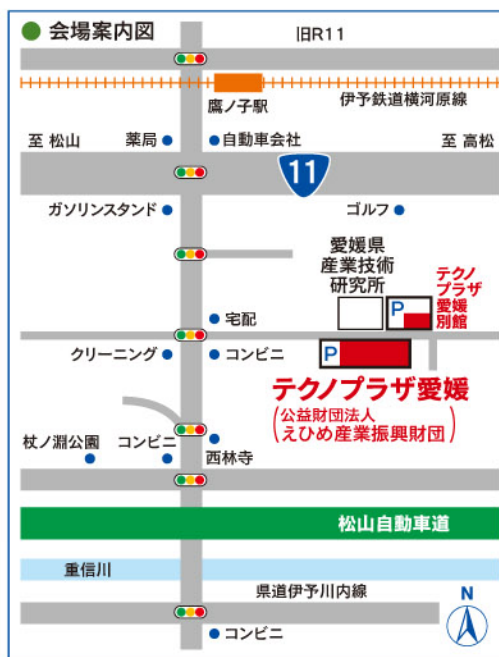 会場案内図
旧R11
鷹ノ子駅
伊予鉄道横河原線
至 松山
薬局
自動車会社
至 高松
11
ガソリンスタンド
ゴルフ
愛媛県
産業技術
研究所
テクノ
プラザ
愛媛
別館
P
宅配
クリーニング
コンビニ
P
テクノプラザ愛媛
(公益財団法人
えひめ産業振興財団)
杖ノ淵公園
コンビニ
西林寺
松山自動車道
重信川
県道伊予川内線
N
コンビニ